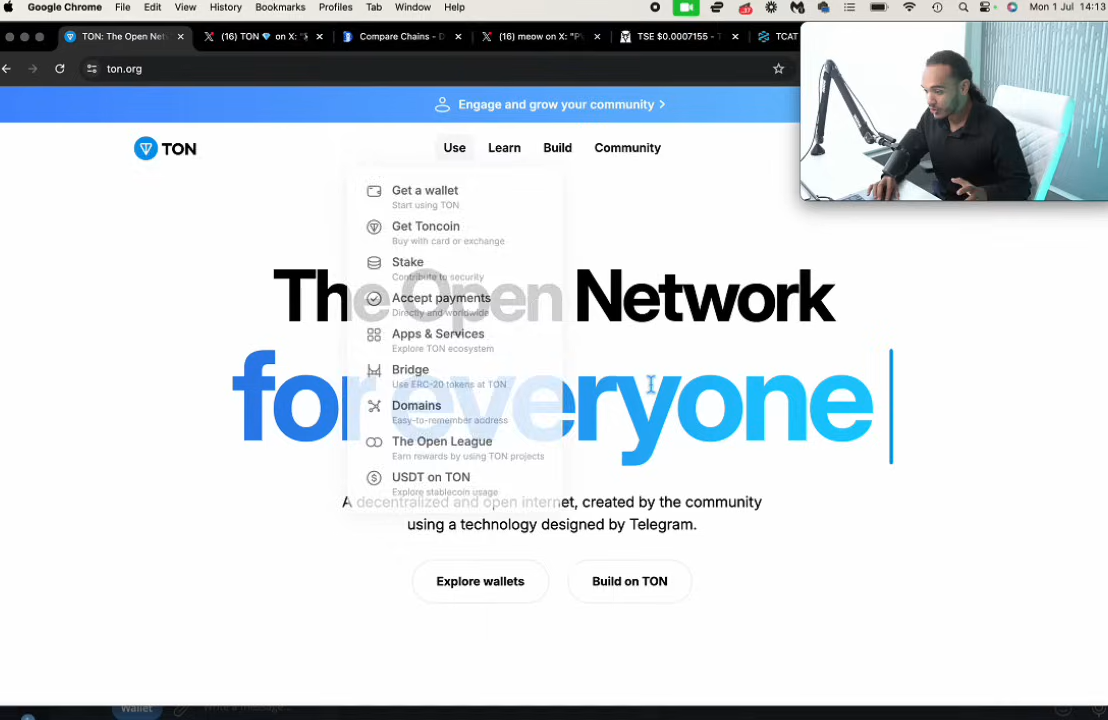 Google Chrome File Edit View History Bookmarks Profiles Tab Window Help Mon 1 Jul 14:13
TON: The Open Net (16) TON 💎 on X: " Compare Chains - D (16) meow on X: "P TSE $0.0007155 - T TCAT
ton.org
Engage and grow your community
TON Use Learn Build Community
Get a wallet
Start using TON
Get Toncoin
Buy with card or exchange
Stake
Contribute to security
Accept payments
Directly and worldwide
Apps & Services
Explore TON ecosystem
Bridge
Use ERC-20 tokens at TON
Domains
Easy-to-remember address
The Open League
Earn rewards by using TON projects
USDT on TON
Explore stablecoin usage
The Open Network
for everyone
A decentralized and open internet, created by the community
using a technology designed by Telegram.
Explore wallets Build on TON
Wallet Write a message...